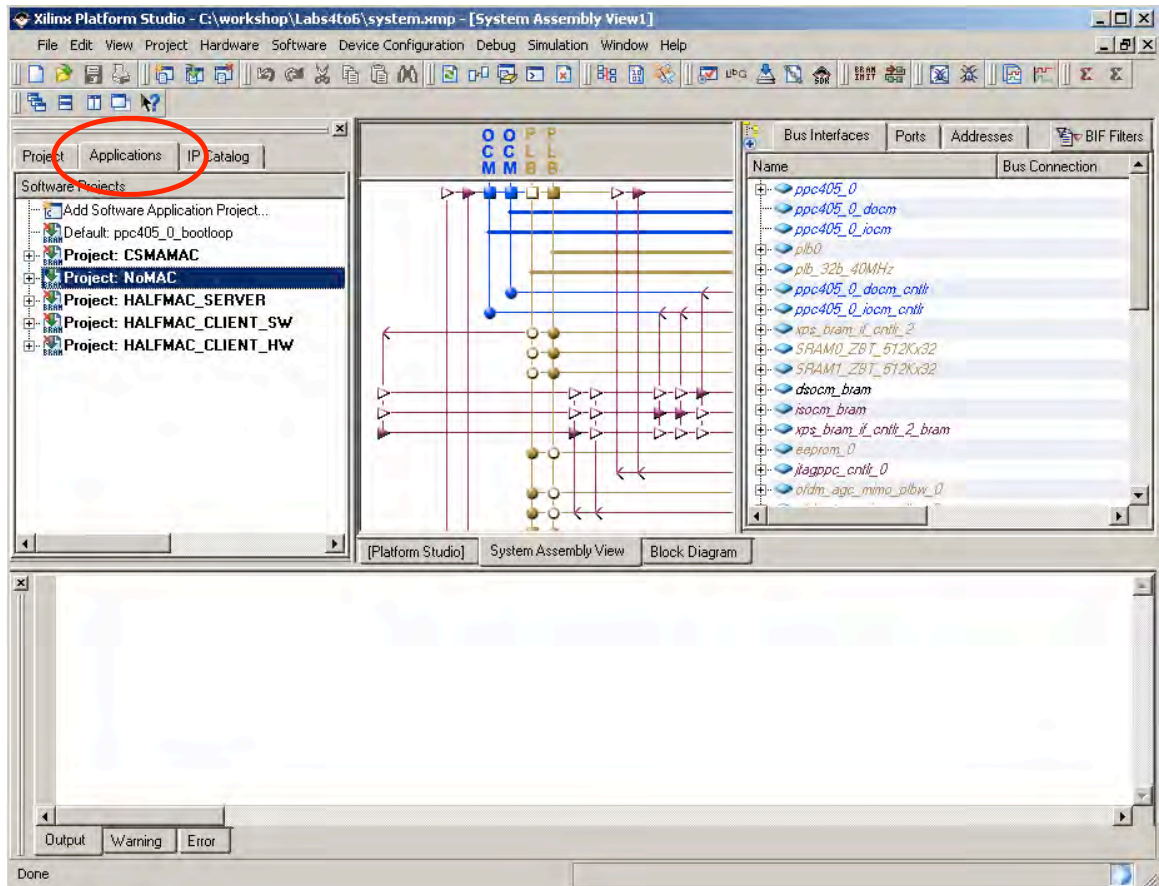 Xilinx Platform Studio - C:\workshop\Labs4to6\system.xmp - [System Assembly View1]
File Edit View Project Hardware Software Device Configuration Debug Simulation Window Help
Project Applications IP Catalog
Software Projects
Add Software Application Project...
Default: ppc405_0_bootloop
Project: CSMAMAC
Project: NoMAC
Project: HALFMAC_SERVER
Project: HALFMAC_CLIENT_SW
Project: HALFMAC_CLIENT_HW
OCM OCM PLB PLB
[Platform Studio] System Assembly View Block Diagram
Bus Interfaces Ports Addresses BIF Filters
Name Bus Connection
ppc405_0
ppc405_0_docm
ppc405_0_iocm
plb0
plb_32b_40MHz
ppc405_0_docm_cntlr
ppc405_0_iocm_cntlr
xps_bram_if_cntlr_2
SRAM0_ZBT_512Kx32
SRAM1_ZBT_512Kx32
dsocm_bram
isocm_bram
xps_bram_if_cntlr_2_bram
eeprom_0
jtagppc_cntlr_0
ofdm_agc_mimo_plbw_0
Output Warning Error
Done